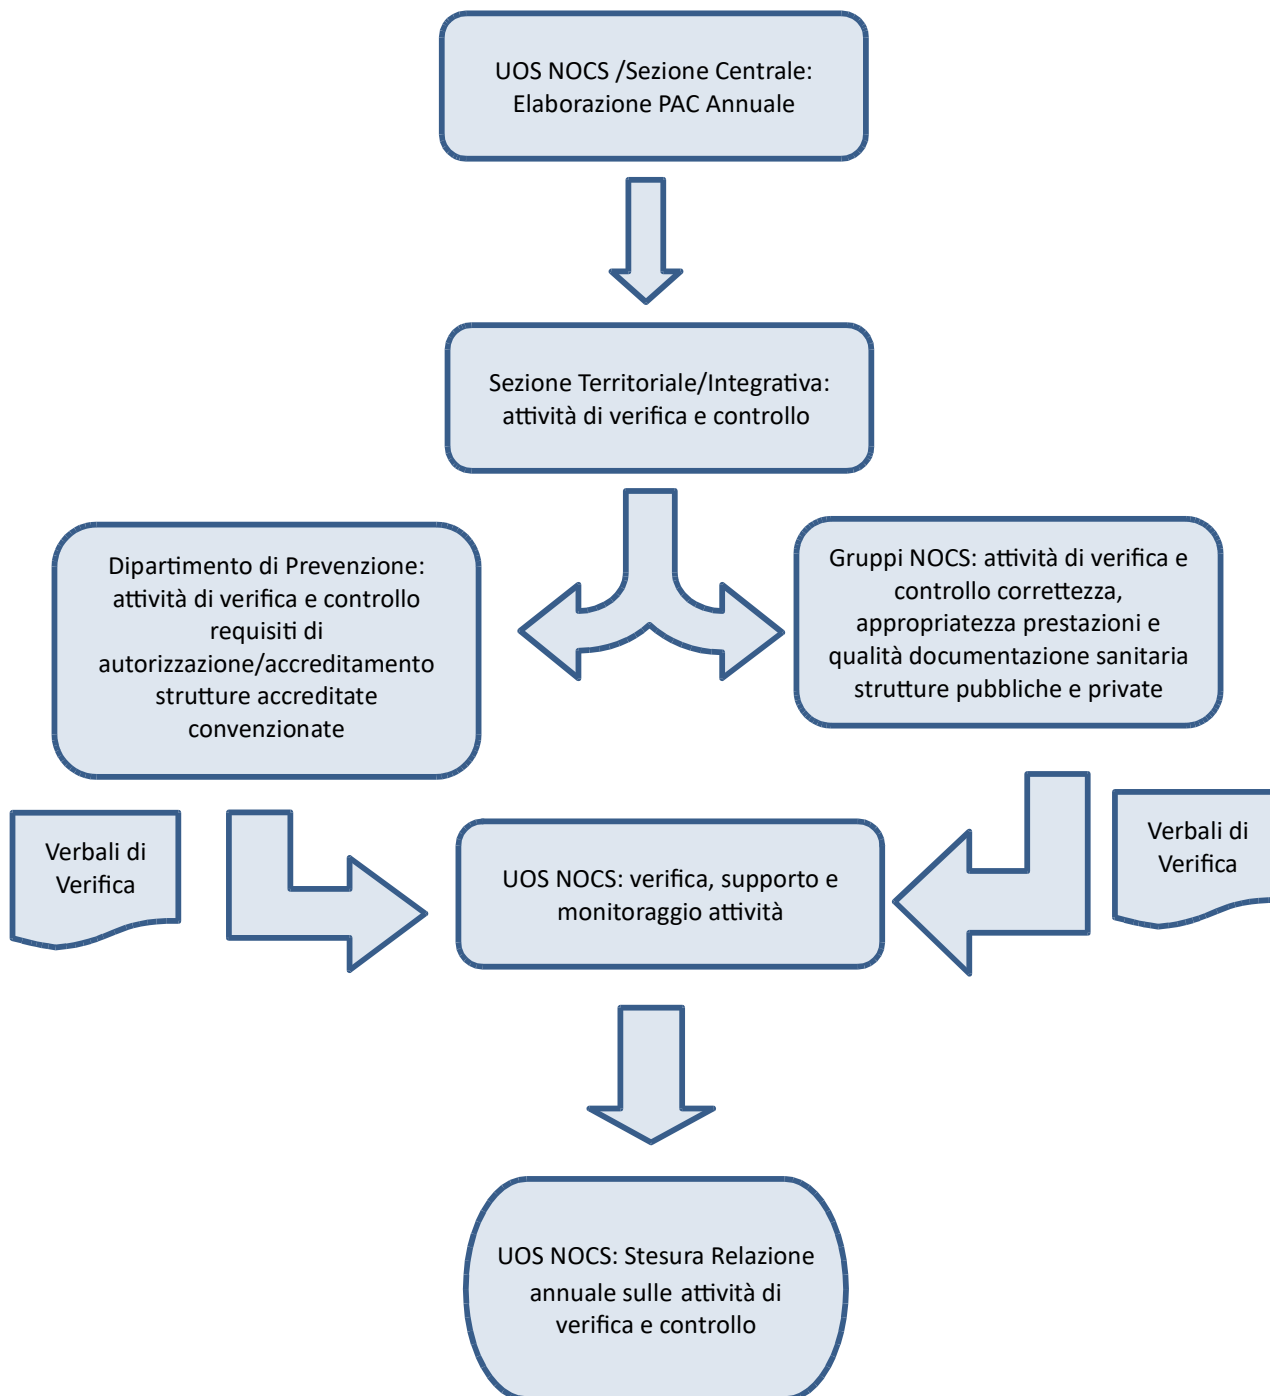 UOS NOCS /Sezione Centrale:
Elaborazione PAC Annuale
Sezione Territoriale/Integrativa:
attività di verifica e controllo
Dipartimento di Prevenzione:
attività di verifica e controllo
requisiti di
autorizzazione/accreditamento
strutture accreditate
convenzionate
Gruppi NOCS: attività di verifica e
controllo correttezza,
appropriatezza prestazioni e
qualità documentazione sanitaria
strutture pubbliche e private
Verbali di
Verifica
UOS NOCS: verifica, supporto e
monitoraggio attività
Verbali di
Verifica
UOS NOCS: Stesura Relazione
annuale sulle attività di
verifica e controllo